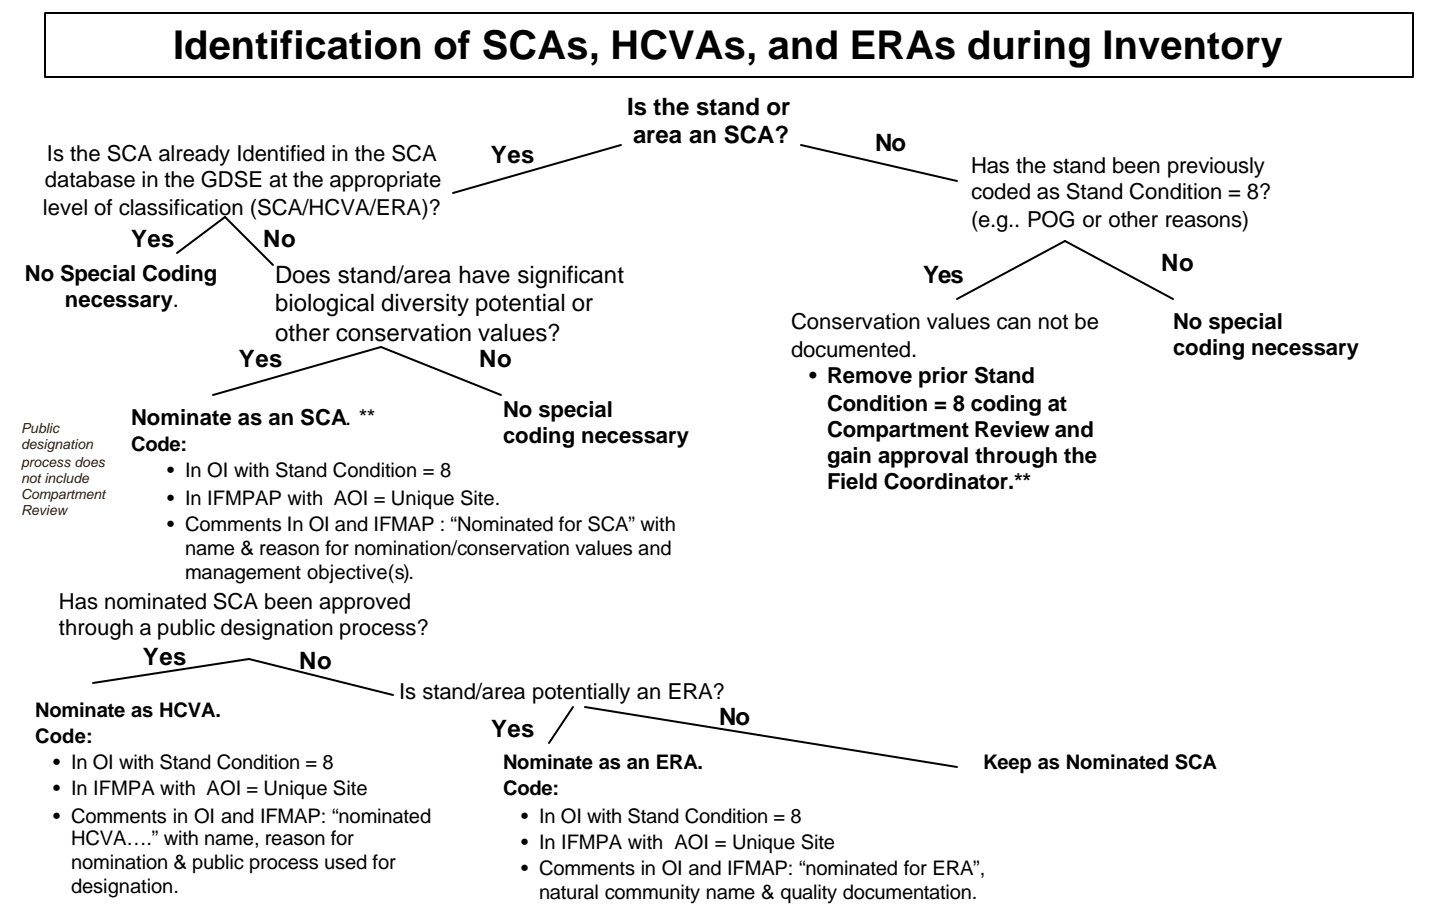 Identification of SCAs, HCVAs, and ERAs during Inventory
Is the stand or
area an SCA?
Yes
No
Is the SCA already Identified in the SCA
database in the GDSE at the appropriate
level of classification (SCA/HCVA/ERA)?
Has the stand been previously
coded as Stand Condition = 8?
(e.g.. POG or other reasons)
Yes
No
Yes
No
No Special Coding
necessary.
Does stand/area have significant
biological diversity potential or
other conservation values?
Conservation values can not be
documented.
• Remove prior Stand
Condition = 8 coding at
Compartment Review and
gain approval through the
Field Coordinator.**
No special
coding necessary
Yes
No
Public
designation
process does
not include
Compartment
Review
Nominate as an SCA. **
Code:
• In OI with Stand Condition = 8
• In IFMPAP with AOI = Unique Site.
• Comments In OI and IFMAP : “Nominated for SCA” with
name & reason for nomination/conservation values and
management objective(s).
No special
coding necessary
Has nominated SCA been approved
through a public designation process?
Yes
No
Nominate as HCVA.
Code:
• In OI with Stand Condition = 8
• In IFMPA with AOI = Unique Site
• Comments in OI and IFMAP: “nominated
HCVA….” with name, reason for
nomination & public process used for
designation.
Is stand/area potentially an ERA?
Yes
No
Nominate as an ERA.
Code:
• In OI with Stand Condition = 8
• In IFMPA with AOI = Unique Site
• Comments in OI and IFMAP: “nominated for ERA”,
natural community name & quality documentation.
Keep as Nominated SCA